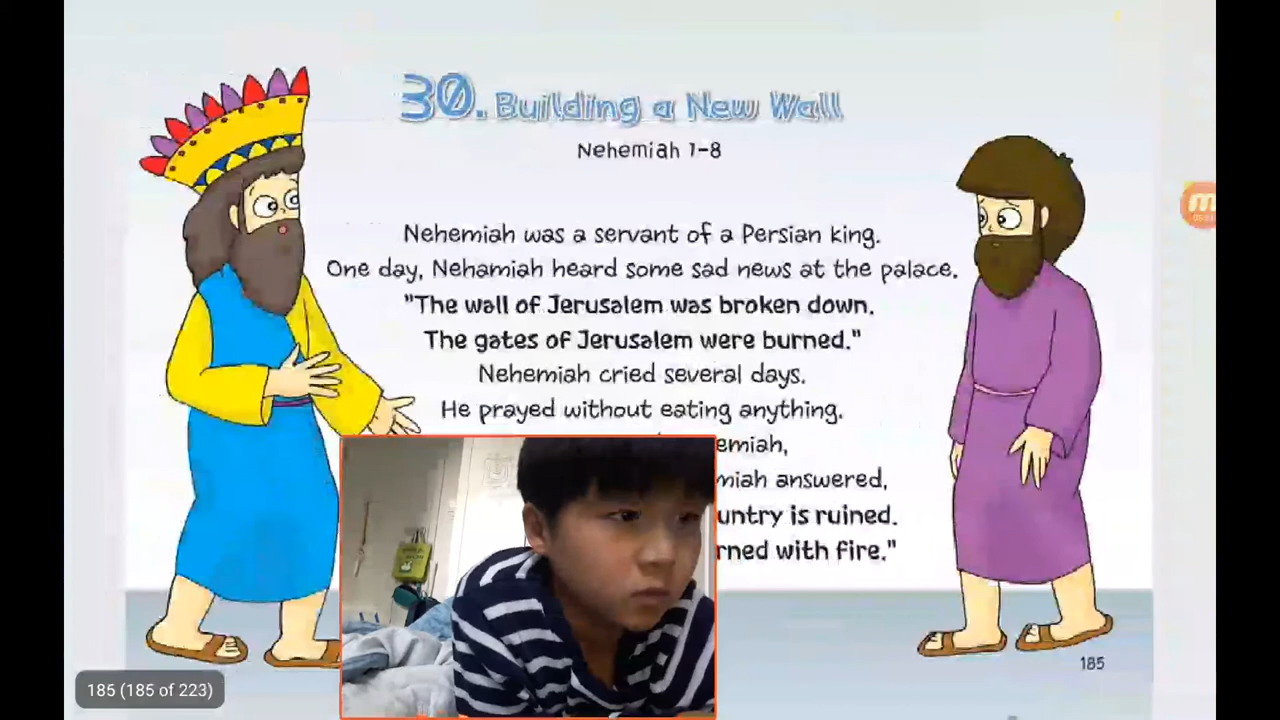 30. Building a New Wall
Nehemiah 1-8
Nehemiah was a servant of a Persian king.
One day, Nehamiah heard some sad news at the palace.
"The wall of Jerusalem was broken down.
The gates of Jerusalem were burned."
Nehemiah cried several days.
He prayed without eating anything.
emiah,
miah answered,
untry is ruined.
rned with fire."
185
185 (185 of 223)